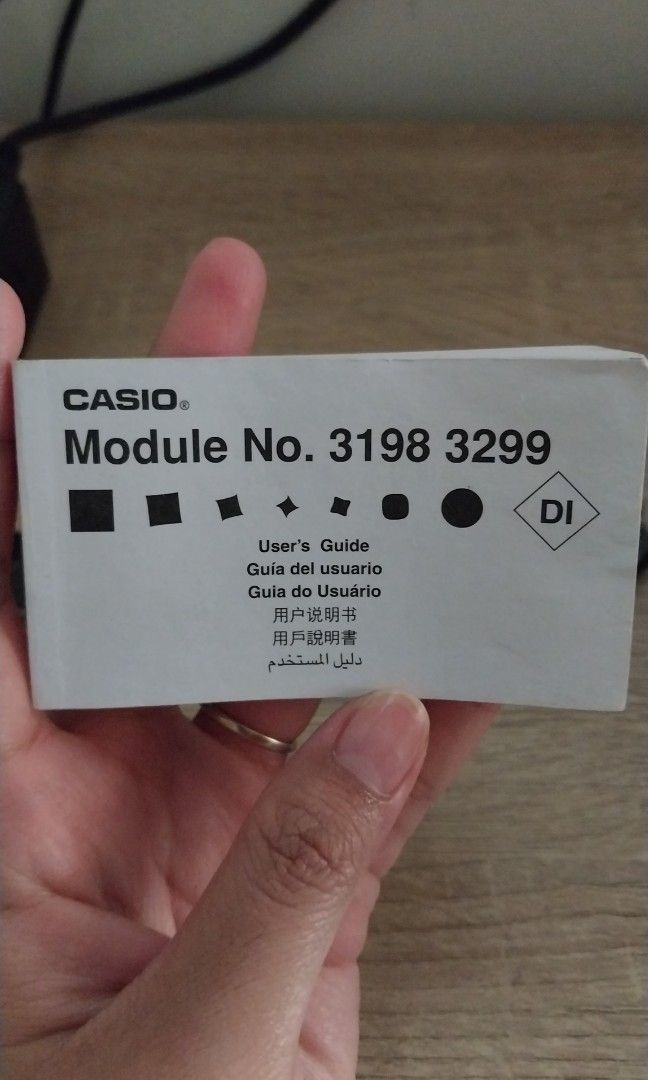 CASIO®
Module No. 3198 3299
DI
User's Guide
Guía del usuario
Guia do Usuário
用户说明书
用戶說明書
دليل المستخدم